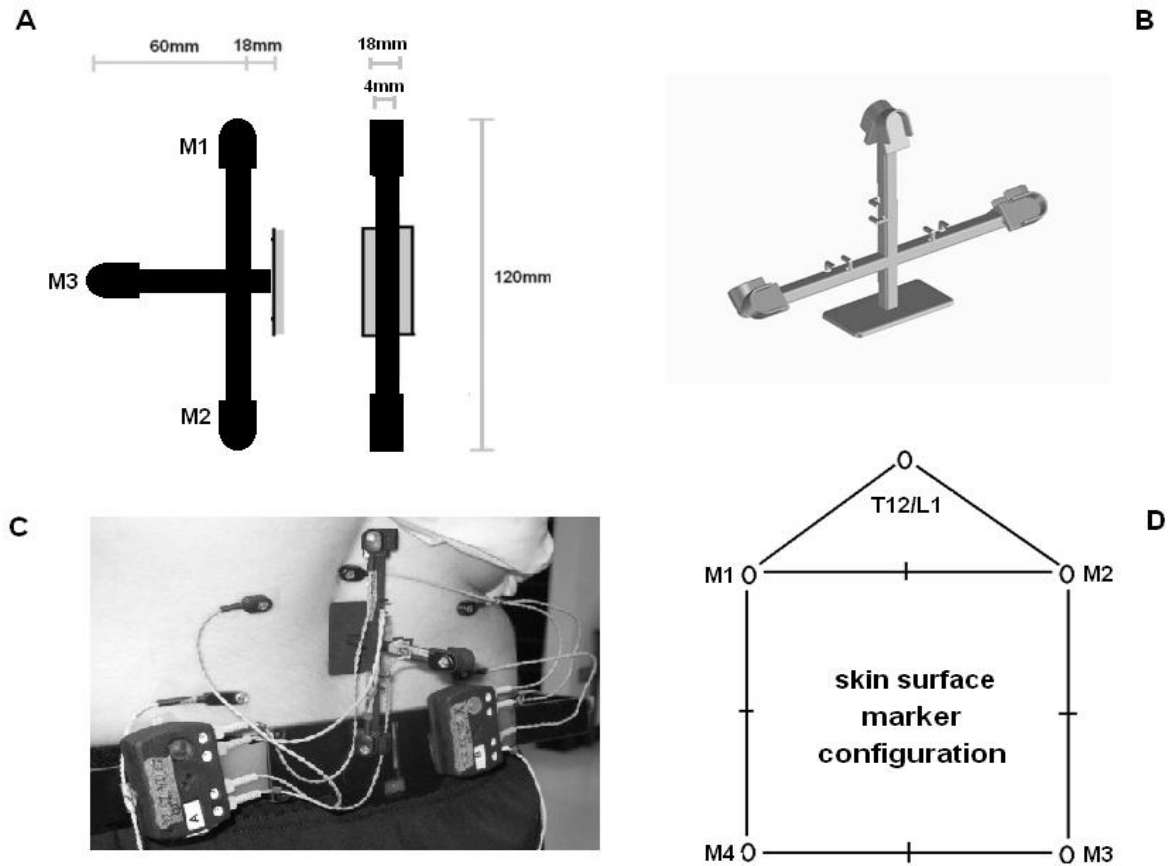 A
60mm
18mm
18mm
4mm
M1
M3
M2
120mm
B
C
A
B
T12/L1
D
M1
M2
skin surface
marker
configuration
M4
M3